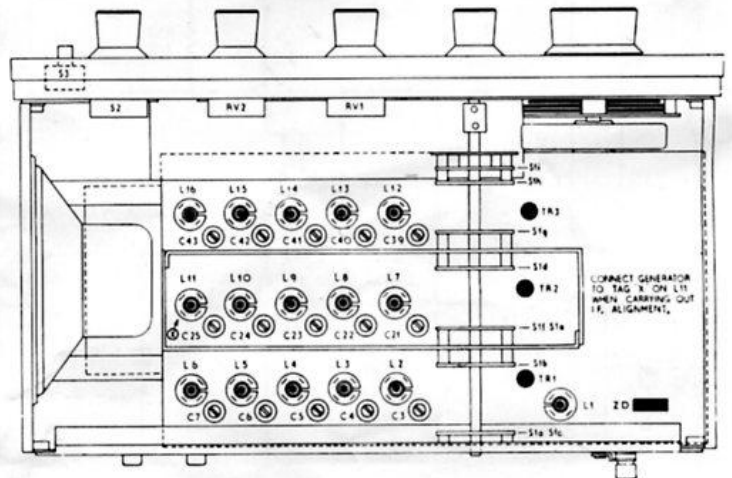 S3
S2 RV2 RV1
S1i
S1h
L16 L15 L14 L13 L12
TR3
C43 C42 C41 C40 C39
S1g
S1d
L11 L10 L9 L8 L7
TR2
CONNECT GENERATOR
TO TAG 'X' ON L11
WHEN CARRYING OUT
I.F. ALIGNMENT.
C25 C24 C23 C22 C21
S1f S1e
S1b
L6 L5 L4 L3 L2
TR1
L1 ZD
C7 C6 C5 C4 C3
S1a S1c